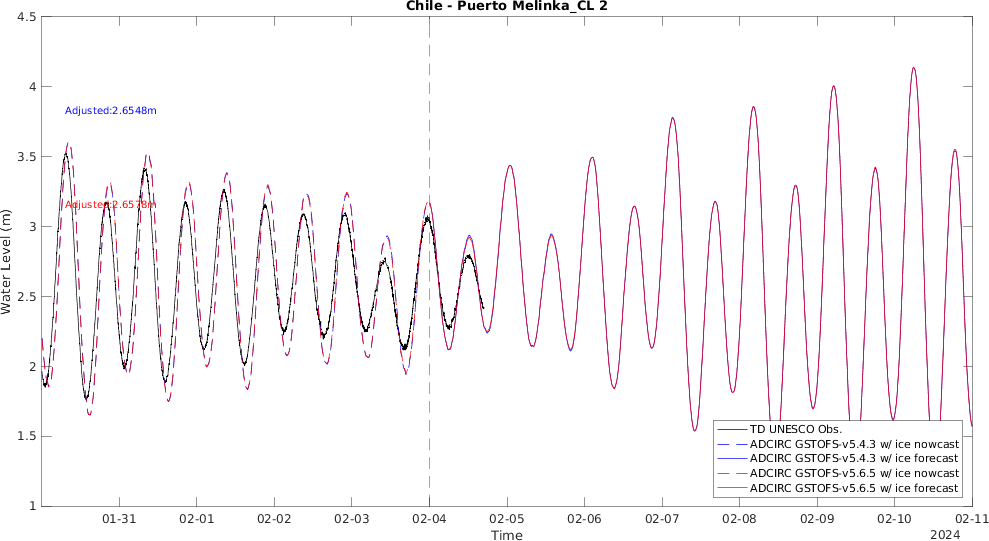 Chile - Puerto Melinka_CL 2
4.5
4
3.5
3
2.5
2
1.5
1
Water Level (m)
Adjusted:2.6548m
Adjusted:2.6578m
TD UNESCO Obs.
ADCIRC GSTOFS-v5.4.3 w/ ice nowcast
ADCIRC GSTOFS-v5.4.3 w/ ice forecast
ADCIRC GSTOFS-v5.6.5 w/ ice nowcast
ADCIRC GSTOFS-v5.6.5 w/ ice forecast
01-31 02-01 02-02 02-03 02-04 02-05 02-06 02-07 02-08 02-09 02-10 02-11
Time
2024